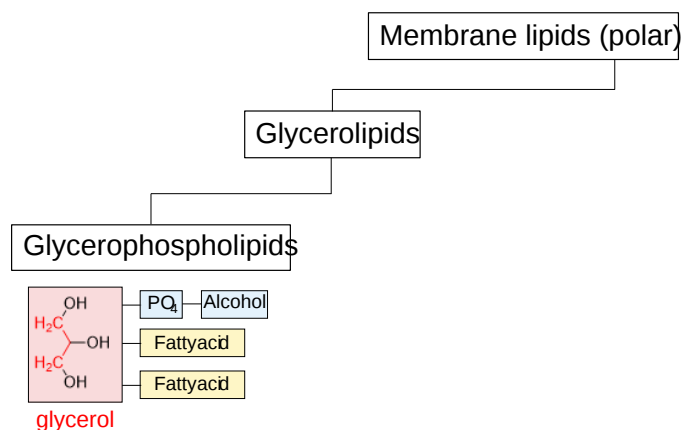 Membrane lipids (polar)
Glycerolipids
Glycerophospholipids
OH
H2C
OH
H2C
OH
PO4
Alcohol
Fattyacid
Fattyacid
glycerol